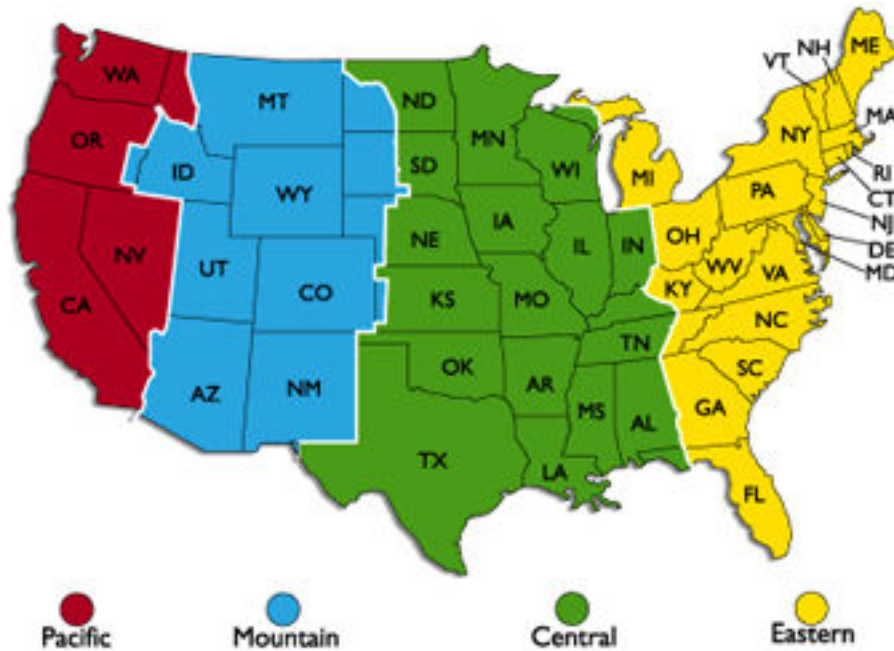 ME
NH
VT
WA
MT
ND
MN
OR
MA
NY
SD
WI
ID
RI
MI
WY
CT
PA
NJ
IA
NE
NV
OH
IL
IN
DE
UT
WV
MD
VA
CO
KY
CA
KS
MO
NC
TN
OK
SC
AZ
NM
AR
GA
MS
AL
TX
LA
FL
Pacific
Mountain
Central
Eastern